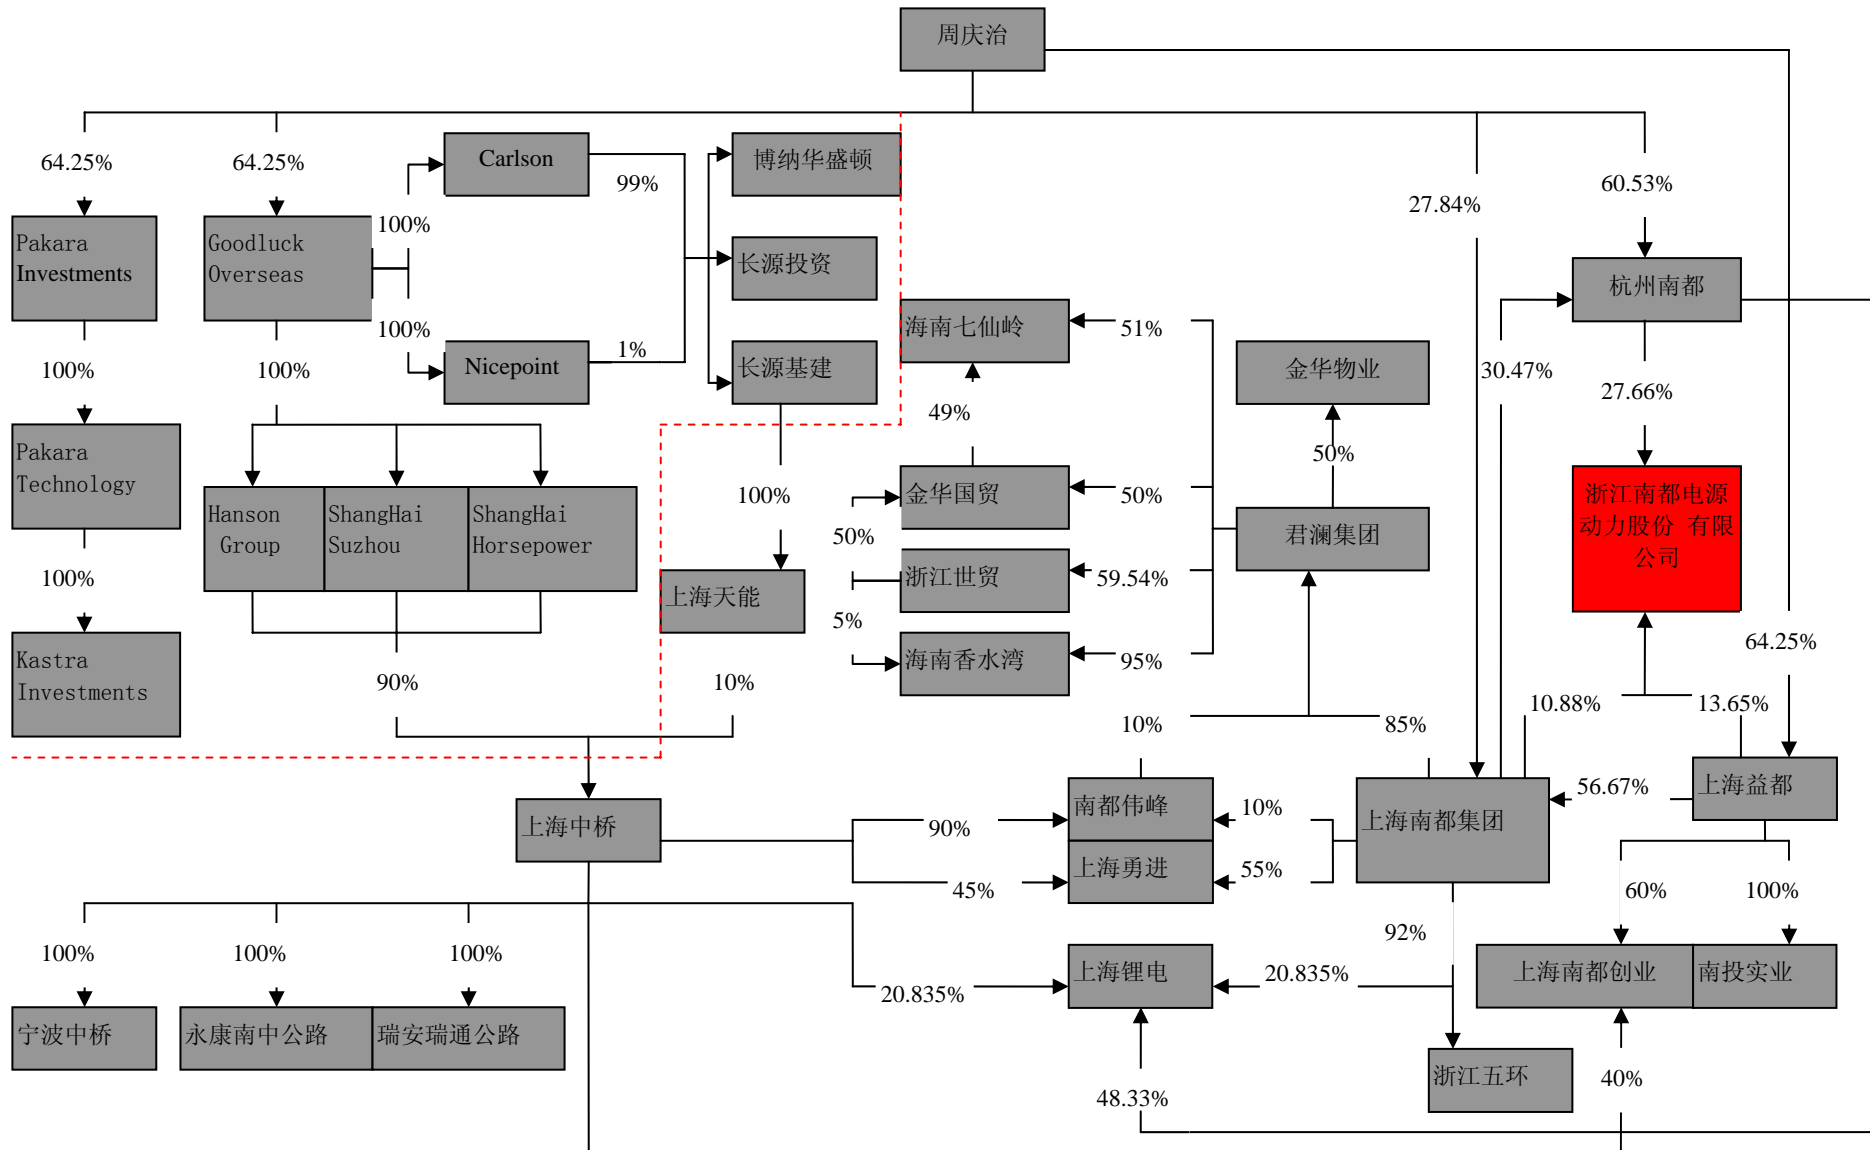 周庆治
64.25%
64.25%
Carlson
99%
博纳华盛顿
27.84%
60.53%
Pakara
Investments
Goodluck
Overseas
100%
长源投资
杭州南都
100%
Nicepoint
1%
长源基建
海南七仙岭
51%
金华物业
30.47%
100%
100%
49%
50%
27.66%
Pakara
Technology
Hanson
Group
ShangHai
Suzhou
ShangHai
Horsepower
100%
金华国贸
50%
君澜集团
浙江南都电源
动力股份 有限
公司
50%
100%
上海天能
浙江世贸
59.54%
5%
海南香水湾
95%
64.25%
Kastra
Investments
90%
10%
10%
85%
10.88%
13.65%
上海中桥
90%
南都伟峰
10%
上海南都集团
56.67%
上海益都
45%
上海勇进
55%
60%
100%
100%
100%
100%
92%
20.835%
上海锂电
20.835%
上海南都创业
南投实业
宁波中桥
永康南中公路
瑞安瑞通公路
浙江五环
48.33%
40%